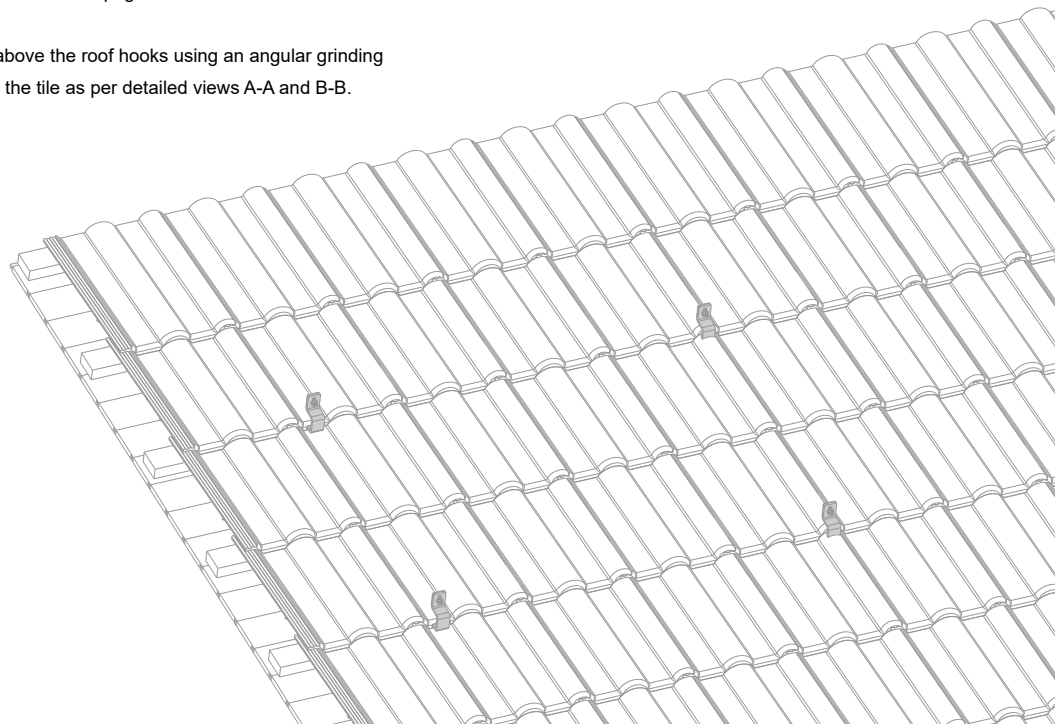 above the roof hooks using an angular grinding
the tile as per detailed views A-A and B-B.